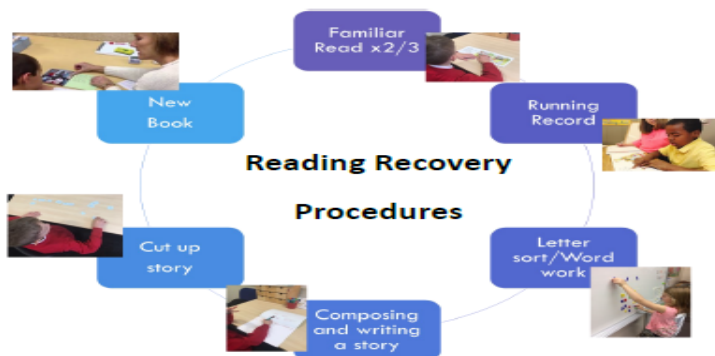 Familiar
Read x2/3
Running
Record
Letter
sort/Word
work
Composing
and writing
a story
Cut up
story
New
Book
Reading Recovery
Procedures